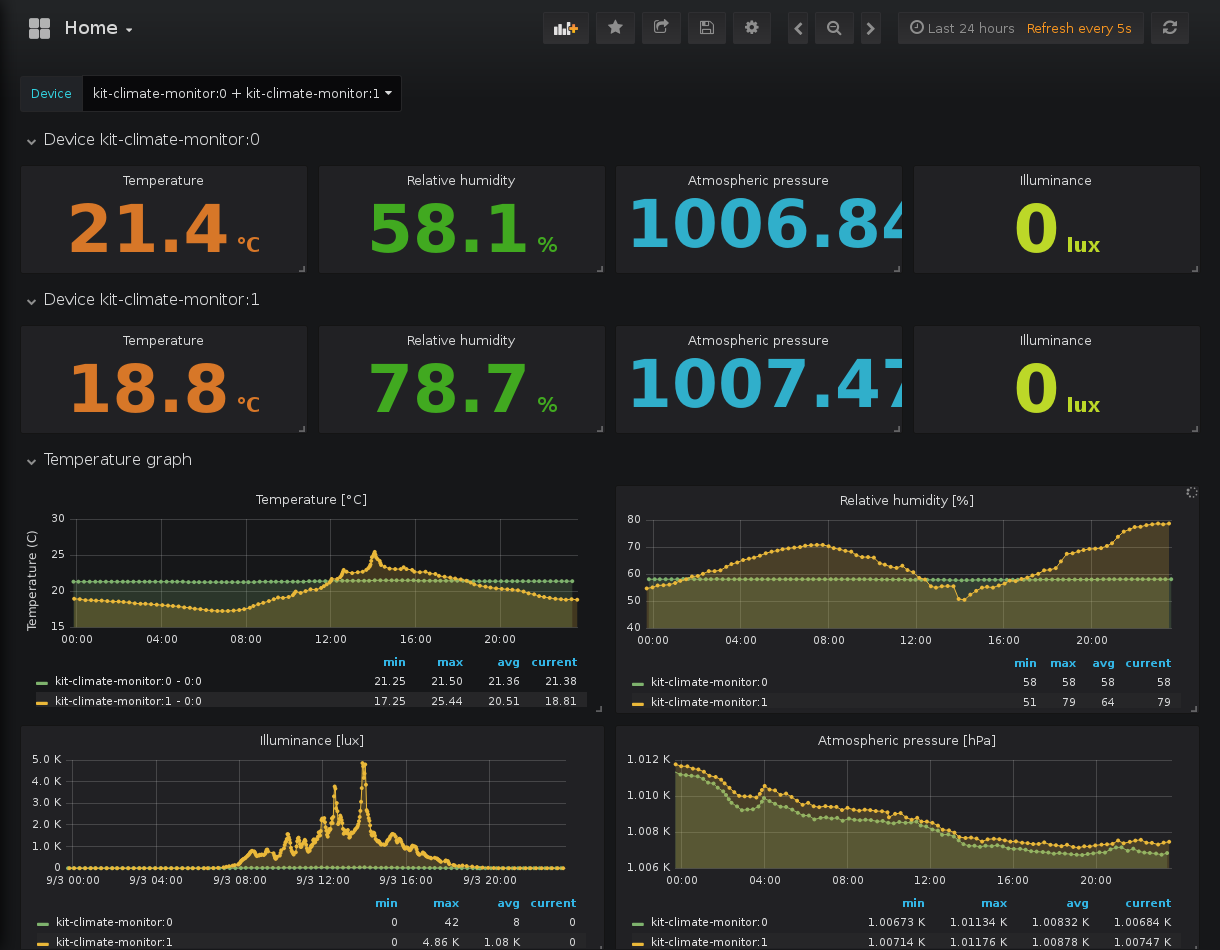 Home
Last 24 hours Refresh every 5s
Device kit-climate-monitor:0 + kit-climate-monitor:1
Device kit-climate-monitor:0
Temperature Relative humidity Atmospheric pressure Illuminance
21.4 °C 58.1 % 1006.84 0 lux
Device kit-climate-monitor:1
Temperature Relative humidity Atmospheric pressure Illuminance
18.8 °C 78.7 % 1007.47 0 lux
Temperature graph
Temperature [°C]
Temperature (C)
30
25
20
15
00:00 04:00 08:00 12:00 16:00 20:00
min max avg current
kit-climate-monitor:0 - 0:0 21.25 21.50 21.36 21.38
kit-climate-monitor:1 - 0:0 17.25 25.44 20.51 18.81
Relative humidity [%]
80
70
60
50
40
00:00 04:00 08:00 12:00 16:00 20:00
min max avg current
kit-climate-monitor:0 58 58 58 58
kit-climate-monitor:1 51 79 64 79
Illuminance [lux]
5.0 K
4.0 K
3.0 K
2.0 K
1.0 K
0
9/3 00:00 9/3 04:00 9/3 08:00 9/3 12:00 9/3 16:00 9/3 20:00
min max avg current
kit-climate-monitor:0 0 42 8 0
kit-climate-monitor:1 0 4.86 K 1.08 K 0
Atmospheric pressure [hPa]
1.012 K
1.010 K
1.008 K
1.006 K
00:00 04:00 08:00 12:00 16:00 20:00
min max avg current
kit-climate-monitor:0 1.00673 K 1.01134 K 1.00832 K 1.00684 K
kit-climate-monitor:1 1.00714 K 1.01176 K 1.00878 K 1.00747 K